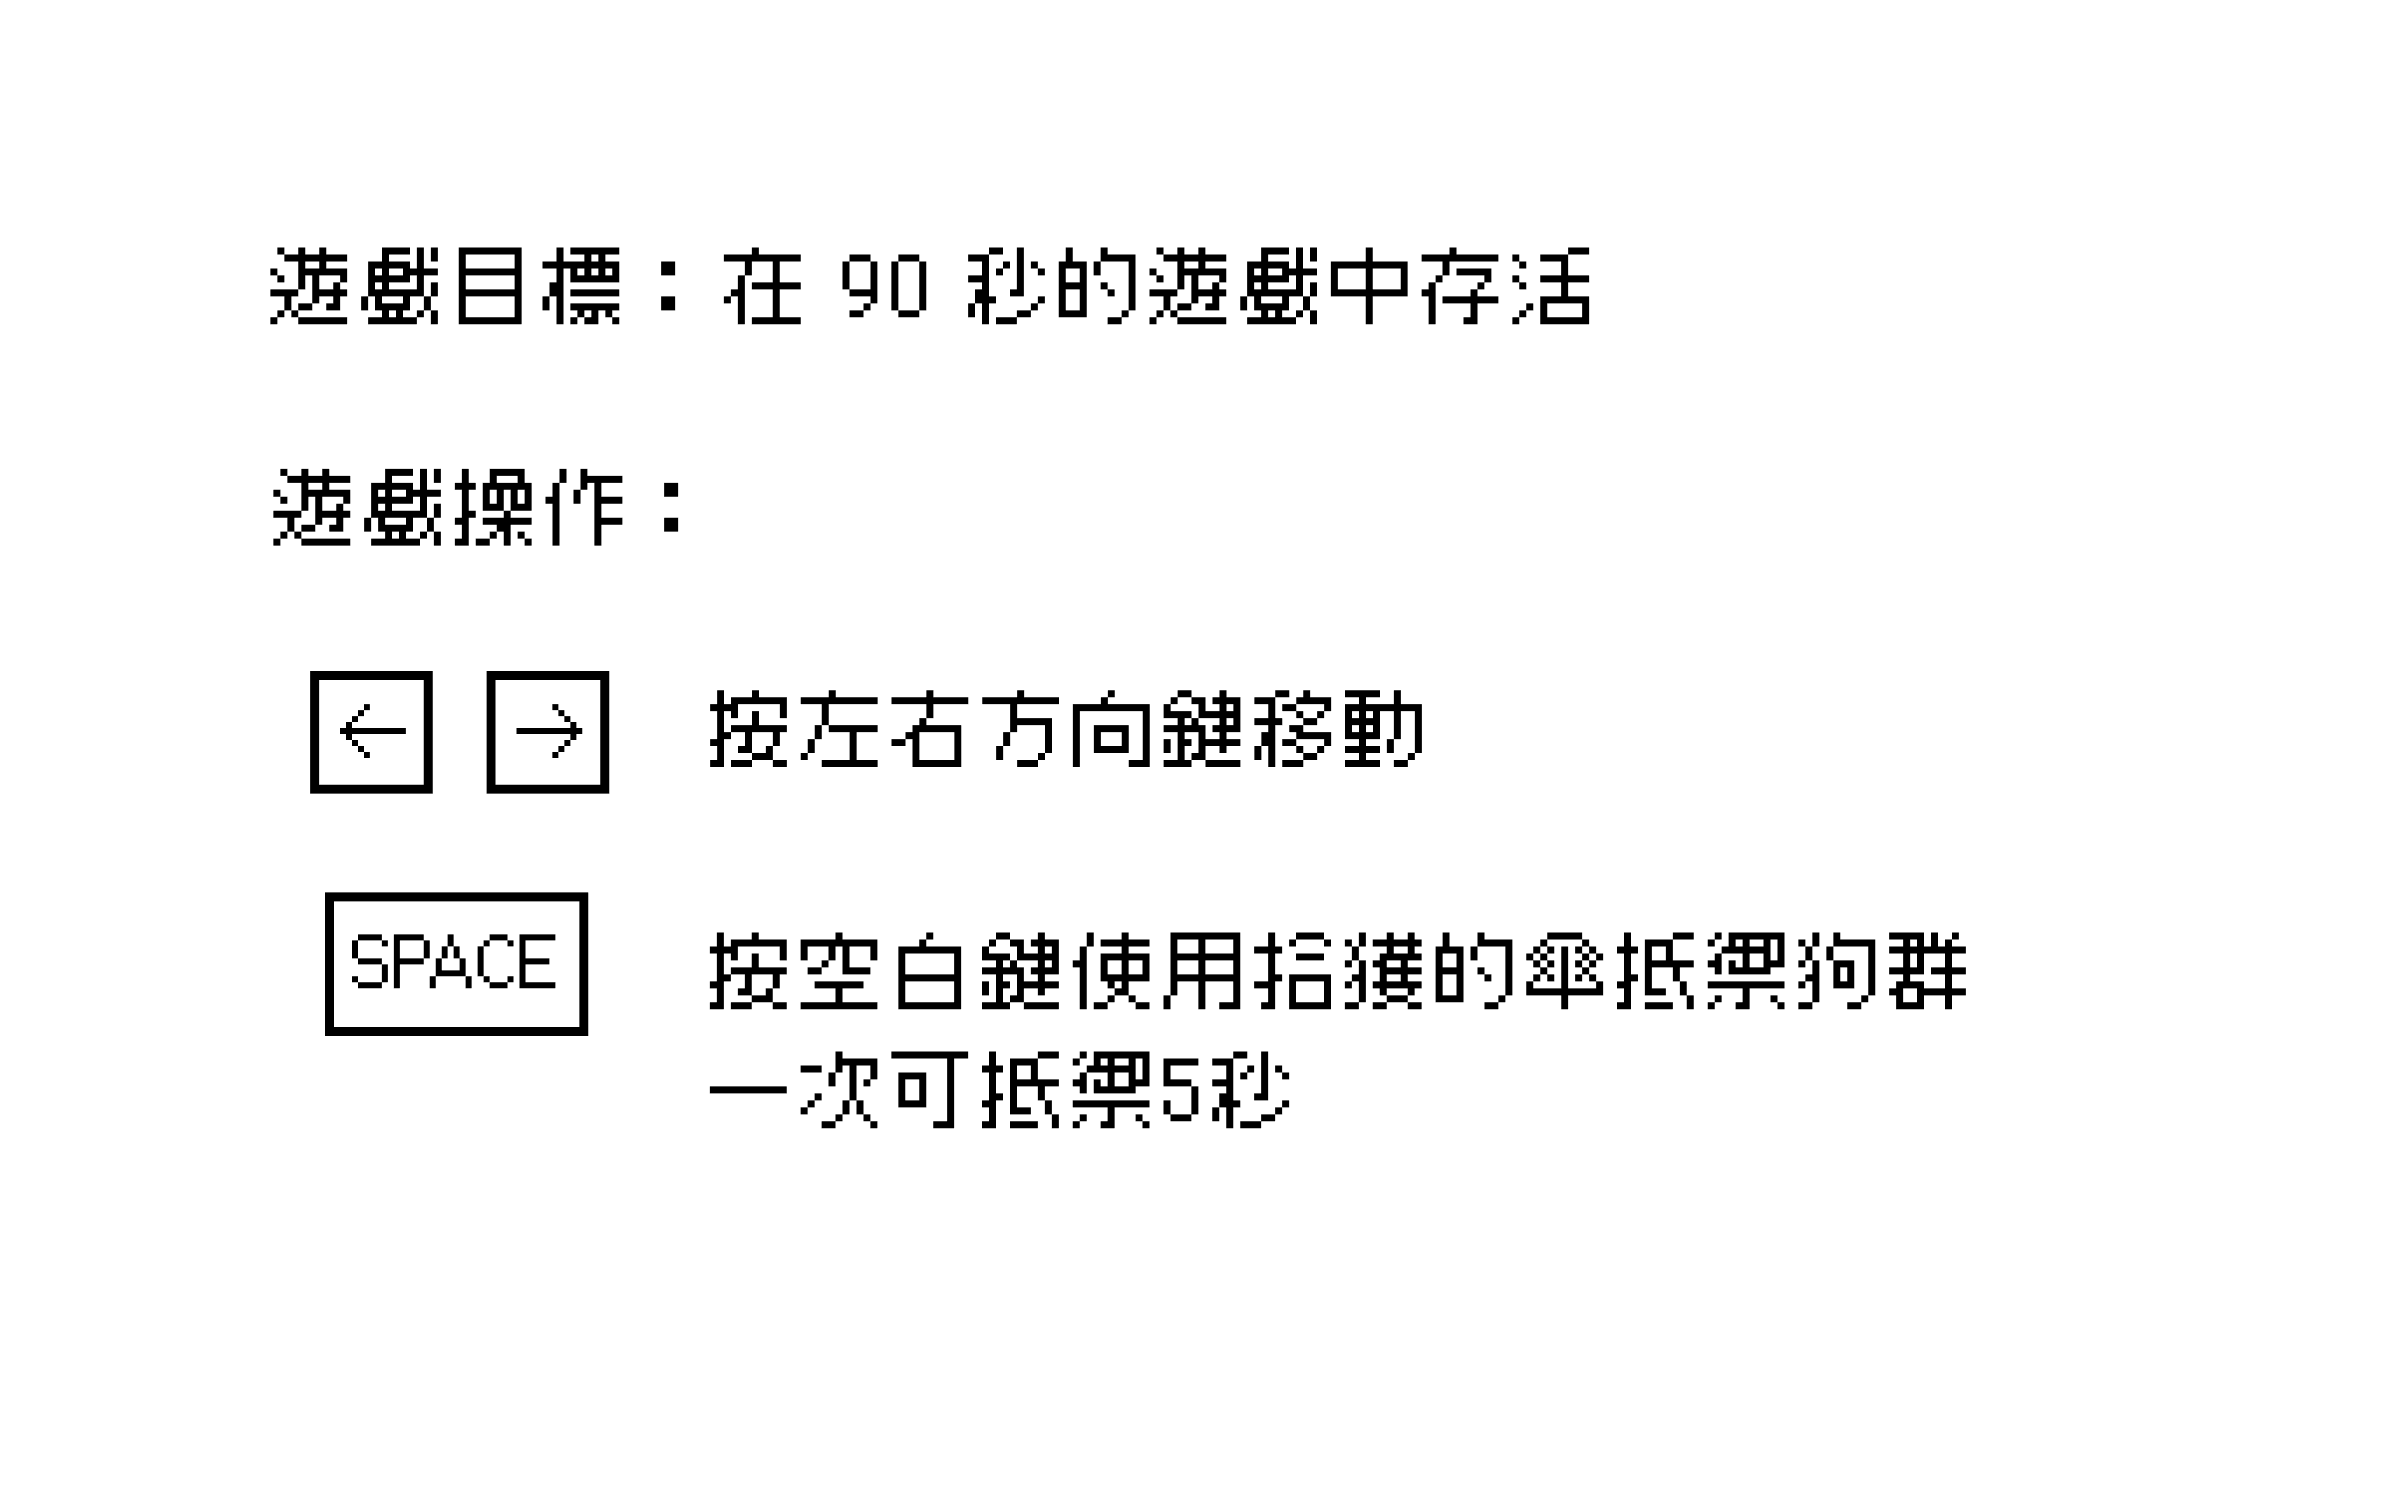 遊戲目標：在 90 秒的遊戲中存活
遊戲操作：
← → 按左右方向鍵移動
SPACE 按空白鍵使用拾獲的傘抵禦狗群
一次可抵禦5秒